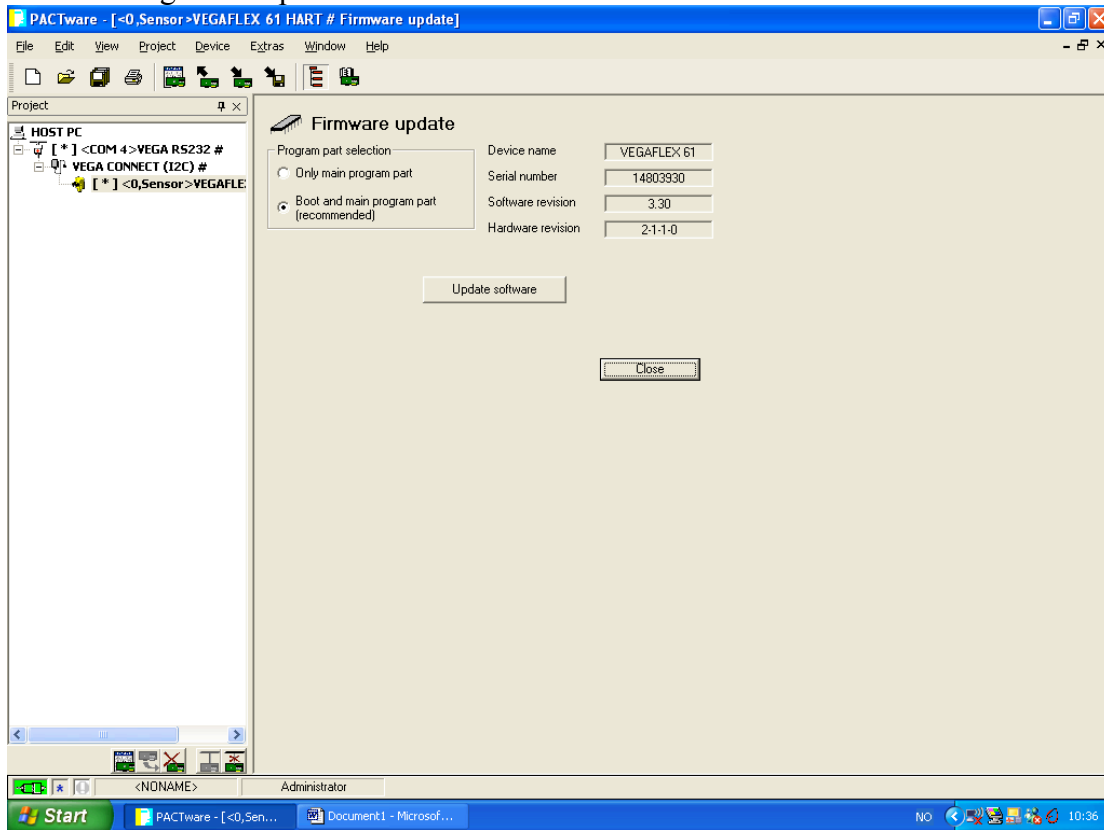 PACTware - [<0,Sensor>VEGAFLEX 61 HART # Firmware update]
File Edit View Project Device Extras Window Help
Project
HOST PC
[ * ] <COM 4>VEGA RS232 #
VEGA CONNECT (I2C) #
[ * ] <0,Sensor>VEGAFLE
Firmware update
Program part selection
Only main program part
Boot and main program part
(recommended)
Device name VEGAFLEX 61
Serial number 14803930
Software revision 3.30
Hardware revision 2-1-1-0
Update software
Close
<NONAME> Administrator
Start PACTware - [<0,Sen... Document1 - Microsof... NO 10:36